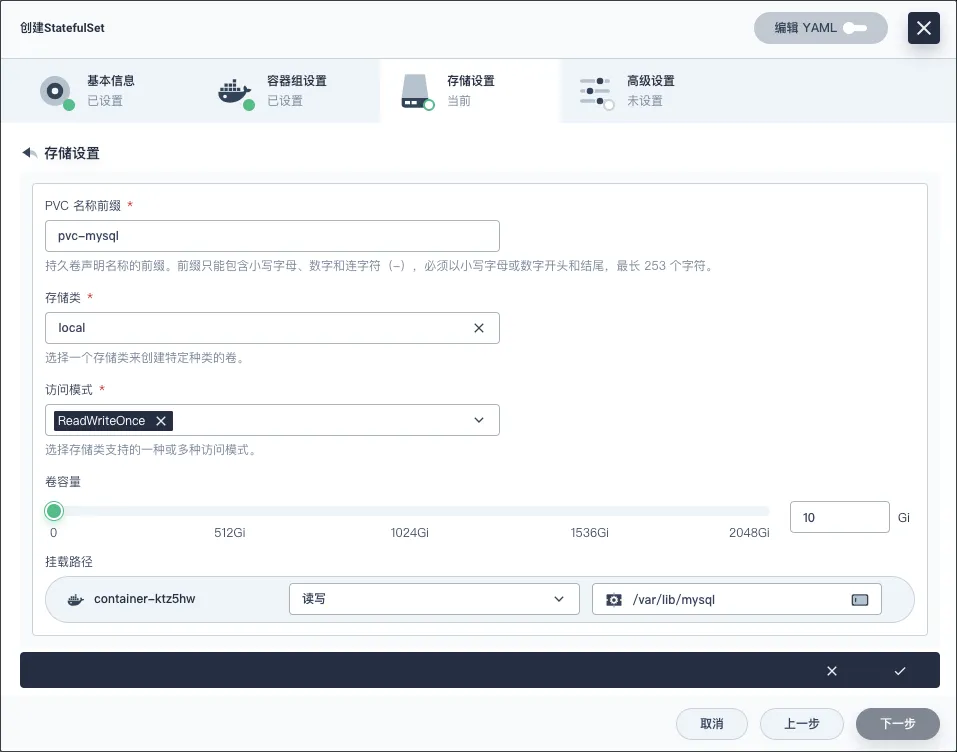 创建StatefulSet
编辑 YAML
基本信息
已设置
容器组设置
已设置
存储设置
当前
高级设置
未设置
存储设置
PVC 名称前缀 *
pvc-mysql
持久卷声明名称的前缀。前缀只能包含小写字母、数字和连字符（-），必须以小写字母或数字开头和结尾，最长 253 个字符。
存储类 *
local
选择一个存储类来创建特定种类的卷。
访问模式 *
ReadWriteOnce
选择存储类支持的一种或多种访问模式。
卷容量
0 512Gi 1024Gi 1536Gi 2048Gi
10 Gi
挂载路径
container-ktz5hw 读写 /var/lib/mysql
取消 上一步 下一步